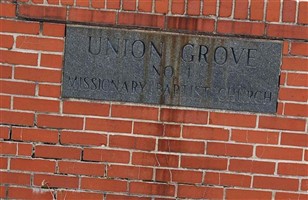 UNION GROVE
NO. 1
MISSIONARY BAPTIST CHURCH